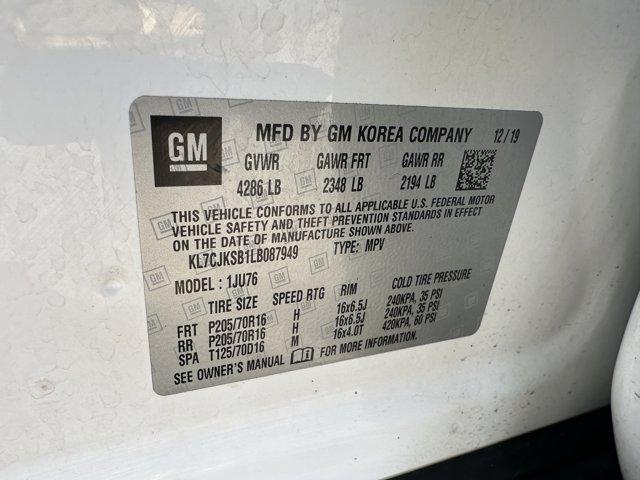 GM MFD BY GM KOREA COMPANY 12/19
GVWR GAWR FRT GAWR RR
4286 LB 2348 LB 2194 LB
THIS VEHICLE CONFORMS TO ALL APPLICABLE U.S. FEDERAL MOTOR
VEHICLE SAFETY AND THEFT PREVENTION STANDARDS IN EFFECT
ON THE DATE OF MANUFACTURE SHOWN ABOVE.
KL7CJKSB1LB087949 TYPE: MPV
MODEL : 1JU76
TIRE SIZE SPEED RTG RIM COLD TIRE PRESSURE
FRT P205/70R16 H 16x6.5J 240KPA, 35 PSI
RR P205/70R16 H 16x6.5J 240KPA, 35 PSI
SPA T125/70D16 M 16x4.0T 420KPA, 60 PSI
SEE OWNER'S MANUAL FOR MORE INFORMATION.